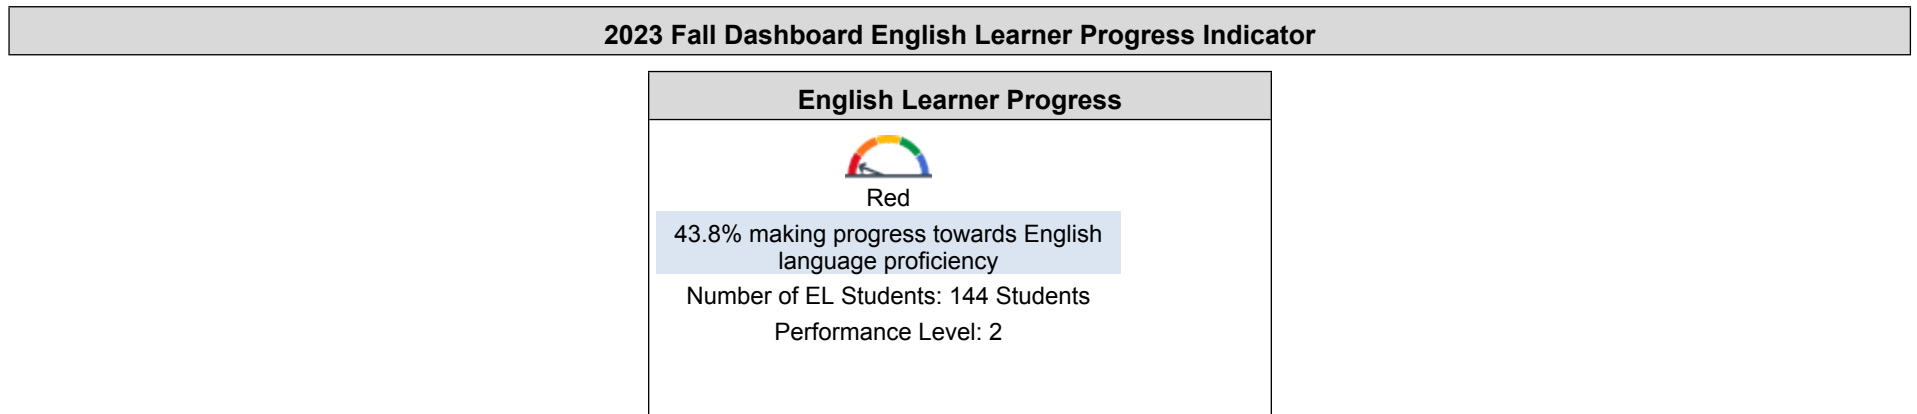 2023 Fall Dashboard English Learner Progress Indicator
English Learner Progress
Red
43.8% making progress towards English
language proficiency
Number of EL Students: 144 Students
Performance Level: 2